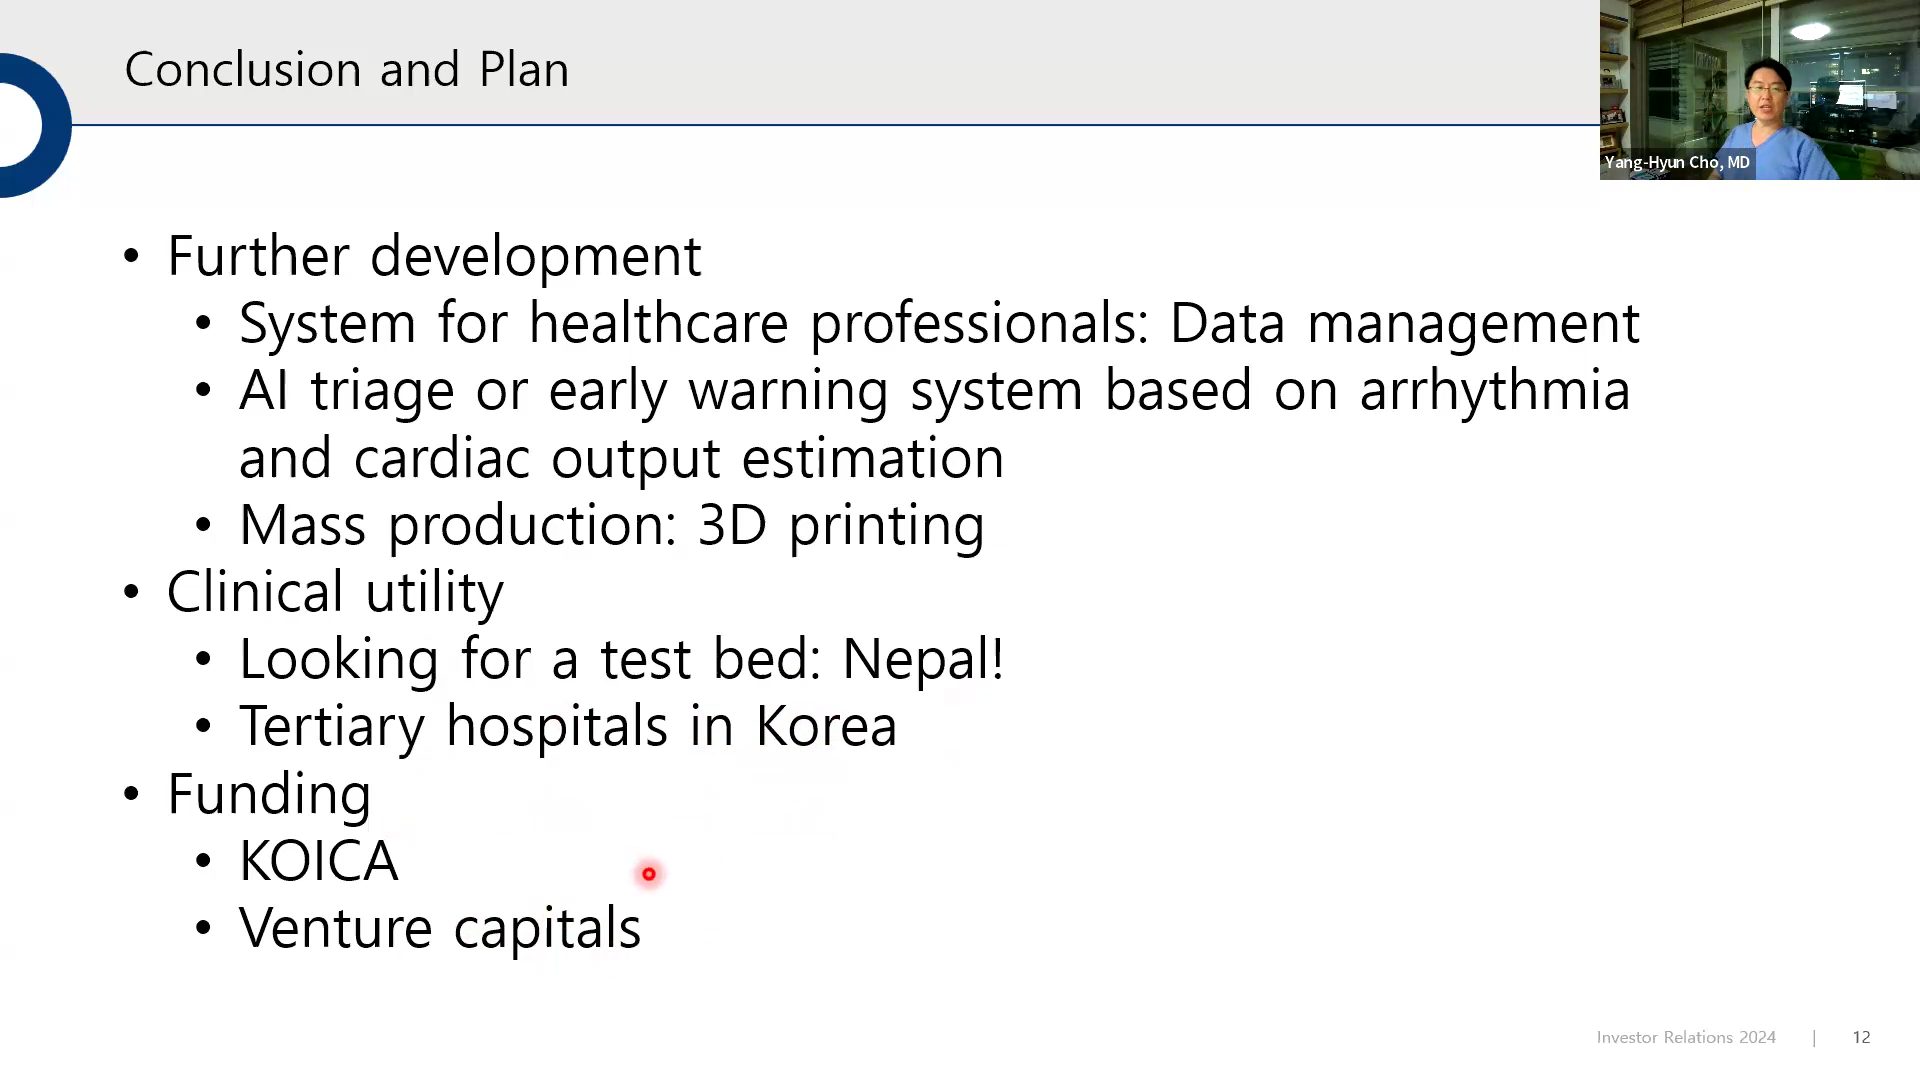 Conclusion and Plan
Yang-Hyun Cho, MD
• Further development
• System for healthcare professionals: Data management
• AI triage or early warning system based on arrhythmia
and cardiac output estimation
• Mass production: 3D printing
• Clinical utility
• Looking for a test bed: Nepal!
• Tertiary hospitals in Korea
• Funding
• KOICA
• Venture capitals
Investor Relations 2024 | 12